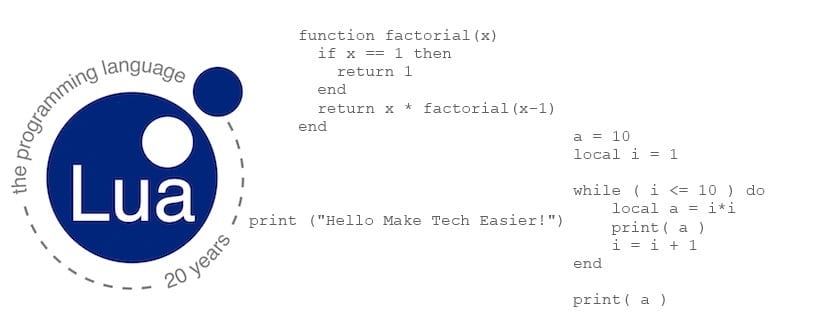 the programming language
Lua
20 years
function factorial(x)
  if x == 1 then
    return 1
  end
  return x * factorial(x-1)
end
print ("Hello Make Tech Easier!")
a = 10
local i = 1
while ( i <= 10 ) do
    local a = i*i
    print( a )
    i = i + 1
end
print( a )